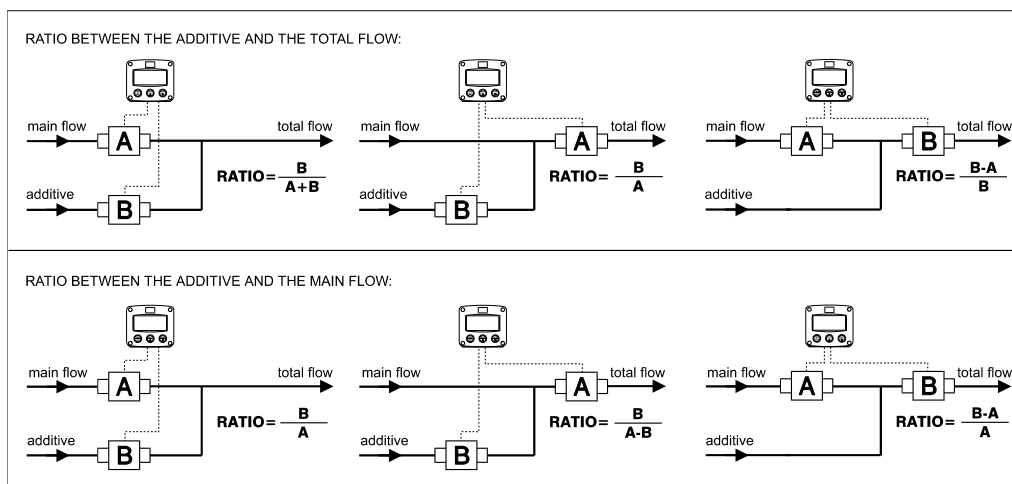 RATIO BETWEEN THE ADDITIVE AND THE TOTAL FLOW:
main flow A total flow
additive B
RATIO= B
A+B
main flow A total flow
additive B
RATIO= B
A
main flow A B total flow
additive
RATIO= B-A
B
RATIO BETWEEN THE ADDITIVE AND THE MAIN FLOW:
main flow A total flow
additive B
RATIO= B
A
main flow A total flow
additive B
RATIO= B
A-B
main flow A B total flow
additive
RATIO= B-A
A